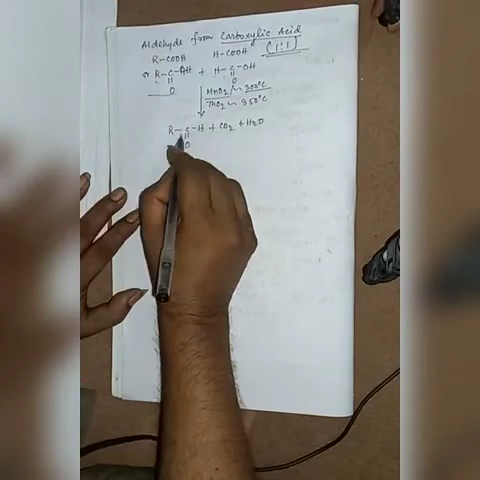 Aldehyde from Carboxylic Acid
R-COOH H-COOH (1:1)
or R-C-OH + H-C-OH
O O
MnO2/~ 300°C
ThO2 ~ 350°C
R-C-H + CO2 + H2O
O